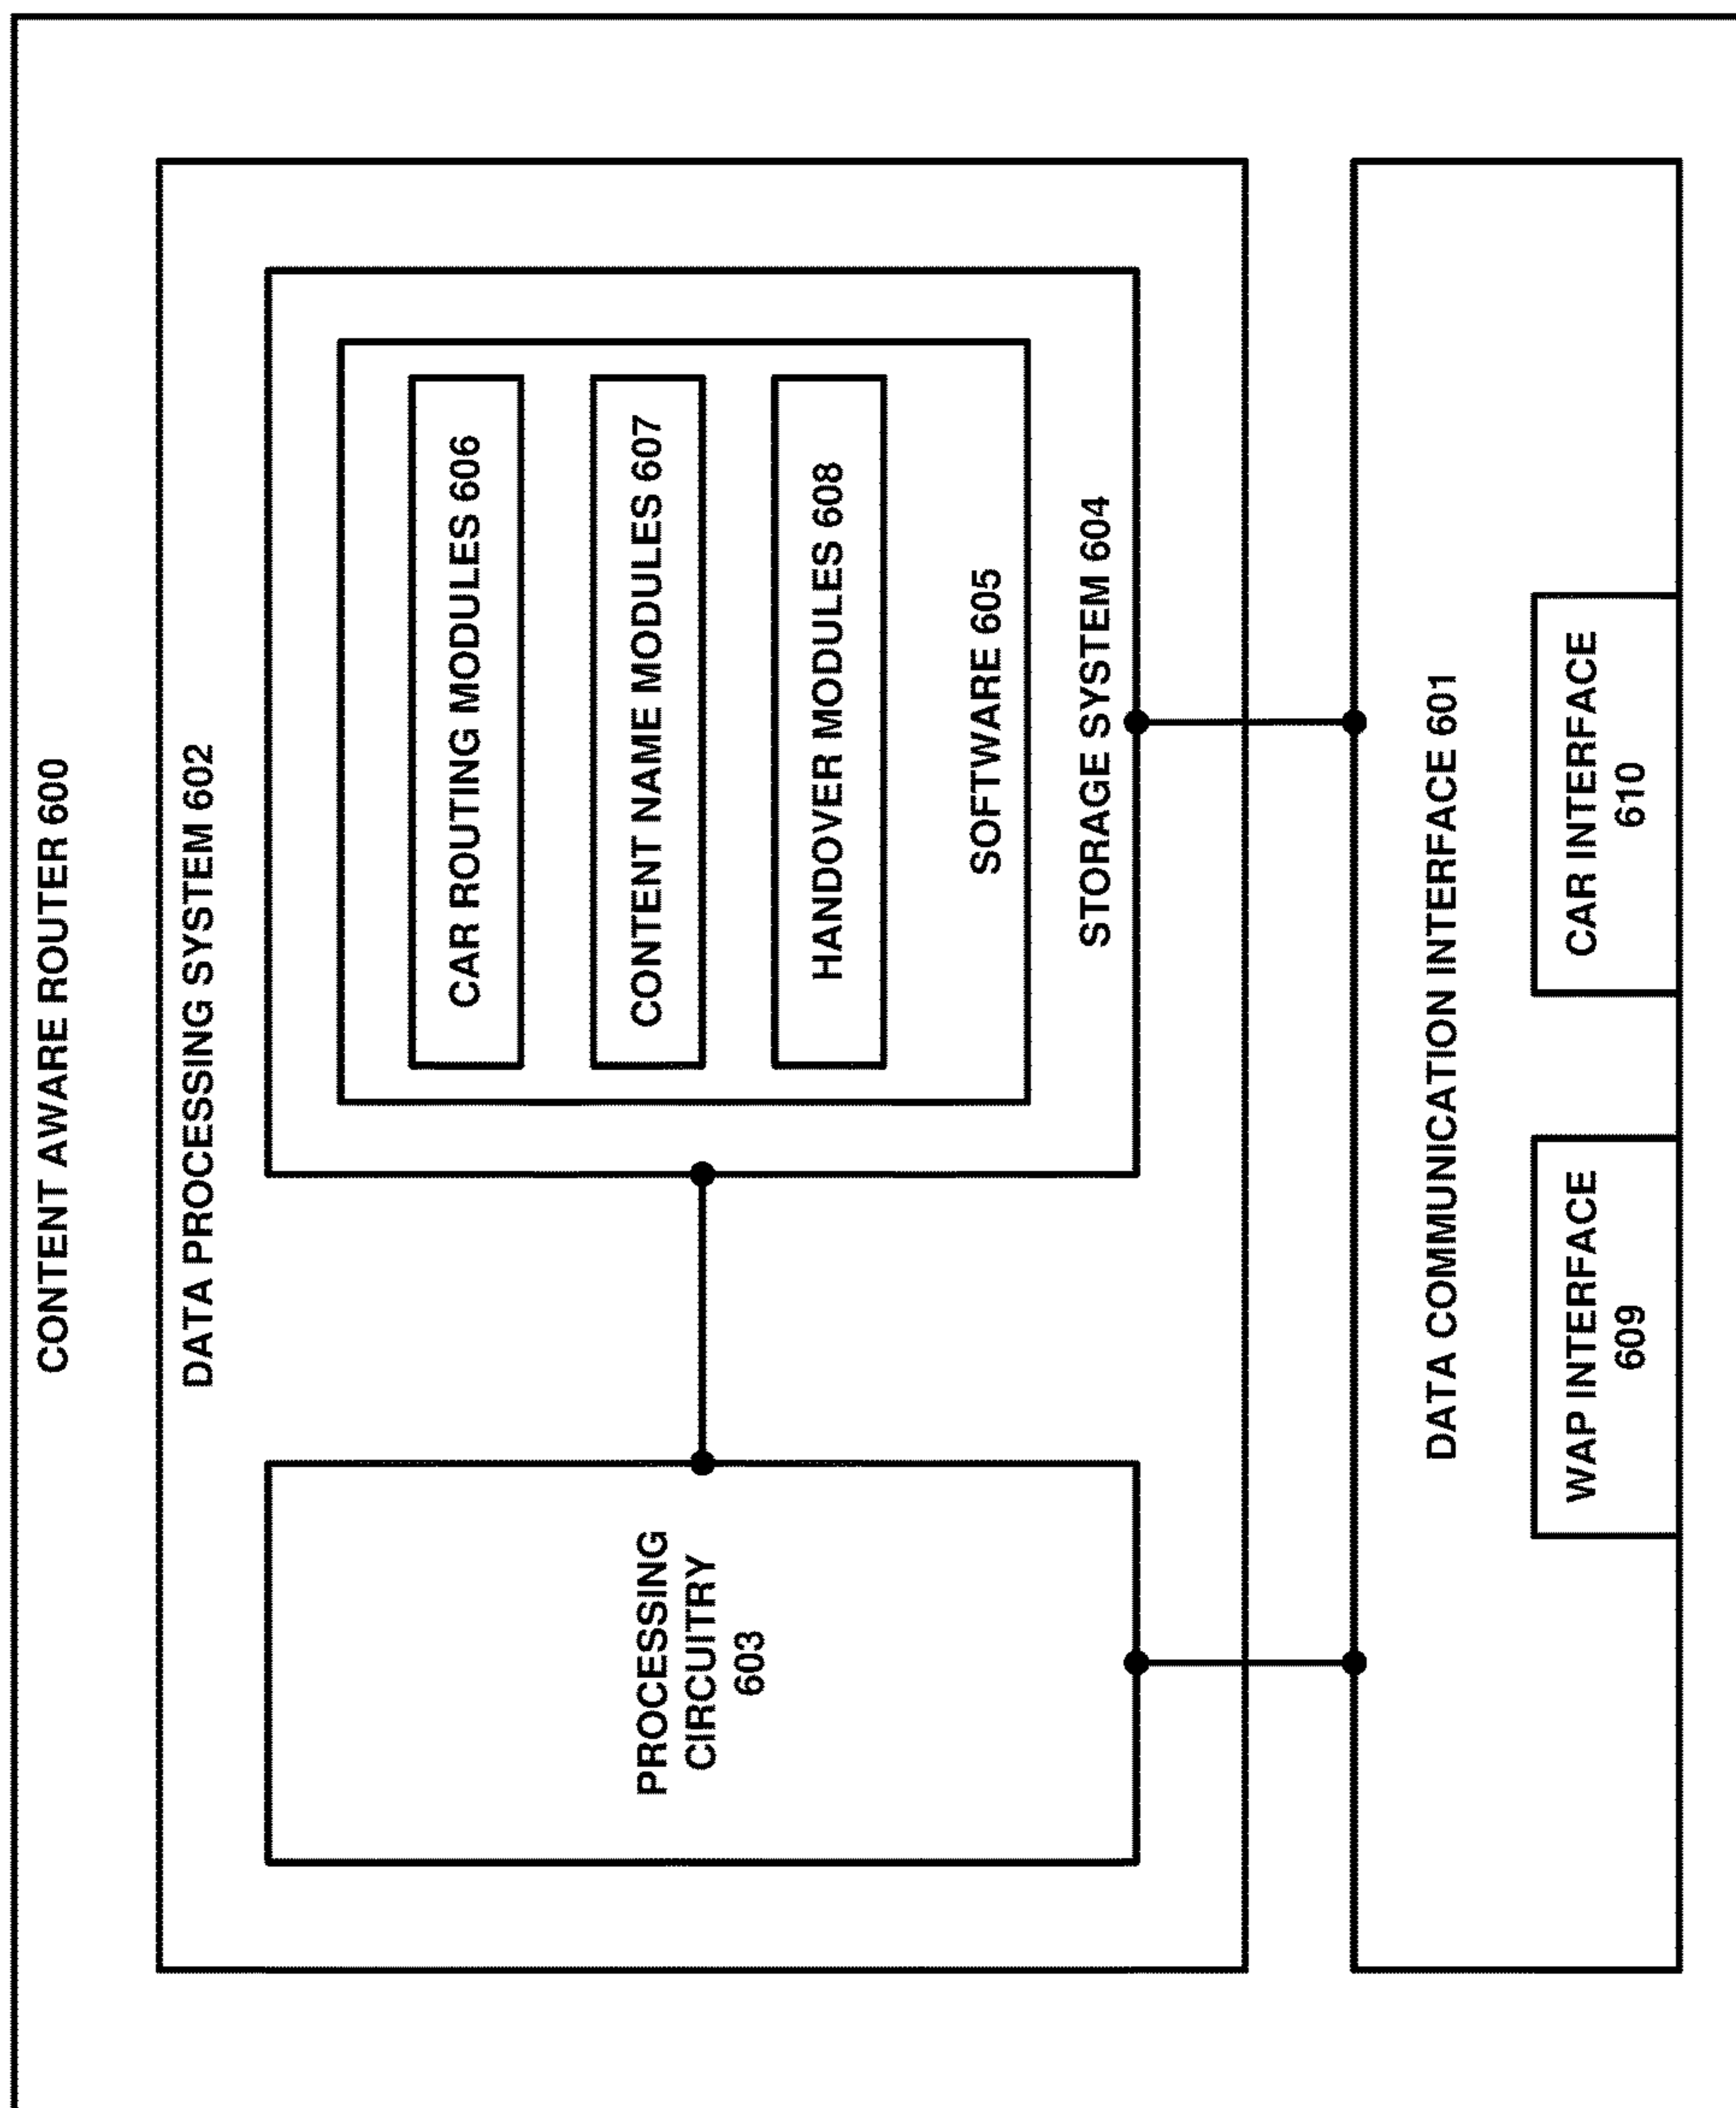 CONTENT AWARE ROUTER 600
DATA PROCESSING SYSTEM 602
PROCESSING
CIRCUITRY
603
CAR ROUTING MODULES 606
CONTENT NAME MODULES 607
HANDOVER MODULES 608
SOFTWARE 605
STORAGE SYSTEM 604
DATA COMMUNICATION INTERFACE 601
WAP INTERFACE
609
CAR INTERFACE
610